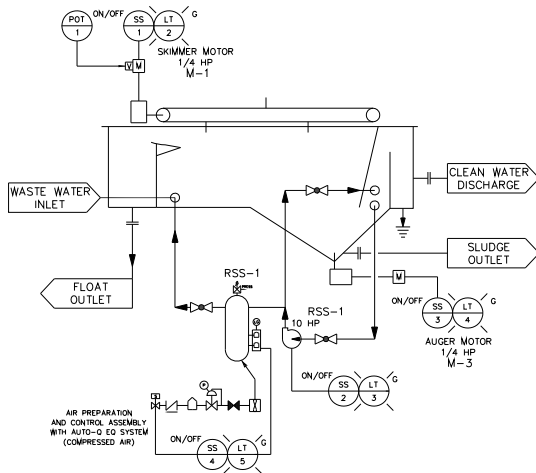 POT
1
ON/OFF
SS
1
LT
2
G
SKIMMER MOTOR
1/4 HP
M-1
V
M
WASTE WATER
INLET
CLEAN WATER
DISCHARGE
FLOAT
OUTLET
SLUDGE
OUTLET
RSS-1
PRESS
RSS-1
10 HP
M
ON/OFF
SS
3
LT
4
G
AUGER MOTOR
1/4 HP
M-3
ON/OFF
SS
2
LT
3
G
AIR PREPARATION
AND CONTROL ASSEMBLY
WITH AUTO-Q EQ SYSTEM
(COMPRESSED AIR)
ON/OFF
SS
4
LT
5
G
P
S